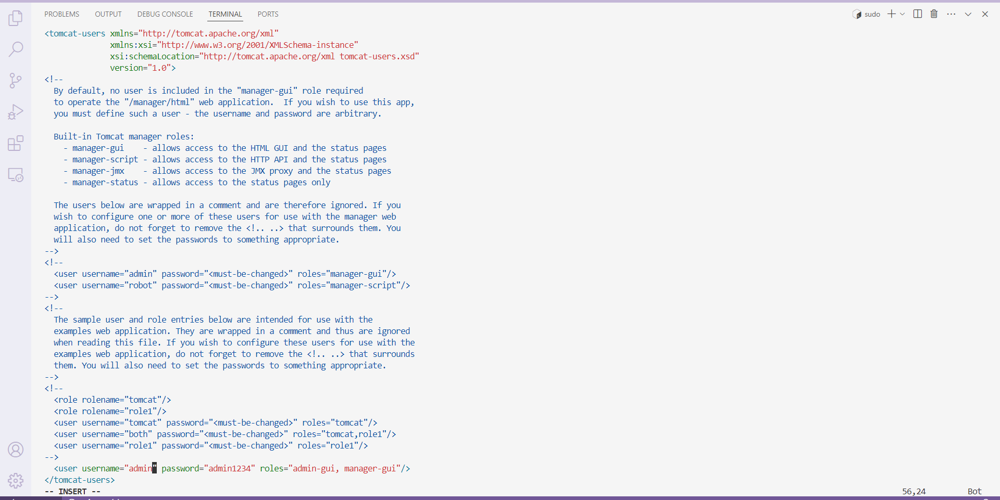 PROBLEMS OUTPUT DEBUG CONSOLE TERMINAL PORTS sudo
<tomcat-users xmlns="http://tomcat.apache.org/xml"
              xmlns:xsi="http://www.w3.org/2001/XMLSchema-instance"
              xsi:schemaLocation="http://tomcat.apache.org/xml tomcat-users.xsd"
              version="1.0">
<!--
  By default, no user is included in the "manager-gui" role required
  to operate the "/manager/html" web application.  If you wish to use this app,
  you must define such a user - the username and password are arbitrary.

  Built-in Tomcat manager roles:
    - manager-gui    - allows access to the HTML GUI and the status pages
    - manager-script - allows access to the HTTP API and the status pages
    - manager-jmx    - allows access to the JMX proxy and the status pages
    - manager-status - allows access to the status pages only

  The users below are wrapped in a comment and are therefore ignored. If you
  wish to configure one or more of these users for use with the manager web
  application, do not forget to remove the <!.. ..> that surrounds them. You
  will also need to set the passwords to something appropriate.
-->
<!--
  <user username="admin" password="<must-be-changed>" roles="manager-gui"/>
  <user username="robot" password="<must-be-changed>" roles="manager-script"/>
-->
<!--
  The sample user and role entries below are intended for use with the
  examples web application. They are wrapped in a comment and thus are ignored
  when reading this file. If you wish to configure these users for use with the
  examples web application, do not forget to remove the <!.. ..> that surrounds
  them. You will also need to set the passwords to something appropriate.
-->
<!--
  <role rolename="tomcat"/>
  <role rolename="role1"/>
  <user username="tomcat" password="<must-be-changed>" roles="tomcat"/>
  <user username="both" password="<must-be-changed>" roles="tomcat,role1"/>
  <user username="role1" password="<must-be-changed>" roles="role1"/>
-->
  <user username="admin" password="admin1234" roles="admin-gui, manager-gui"/>
</tomcat-users>
-- INSERT -- 56,24 Bot